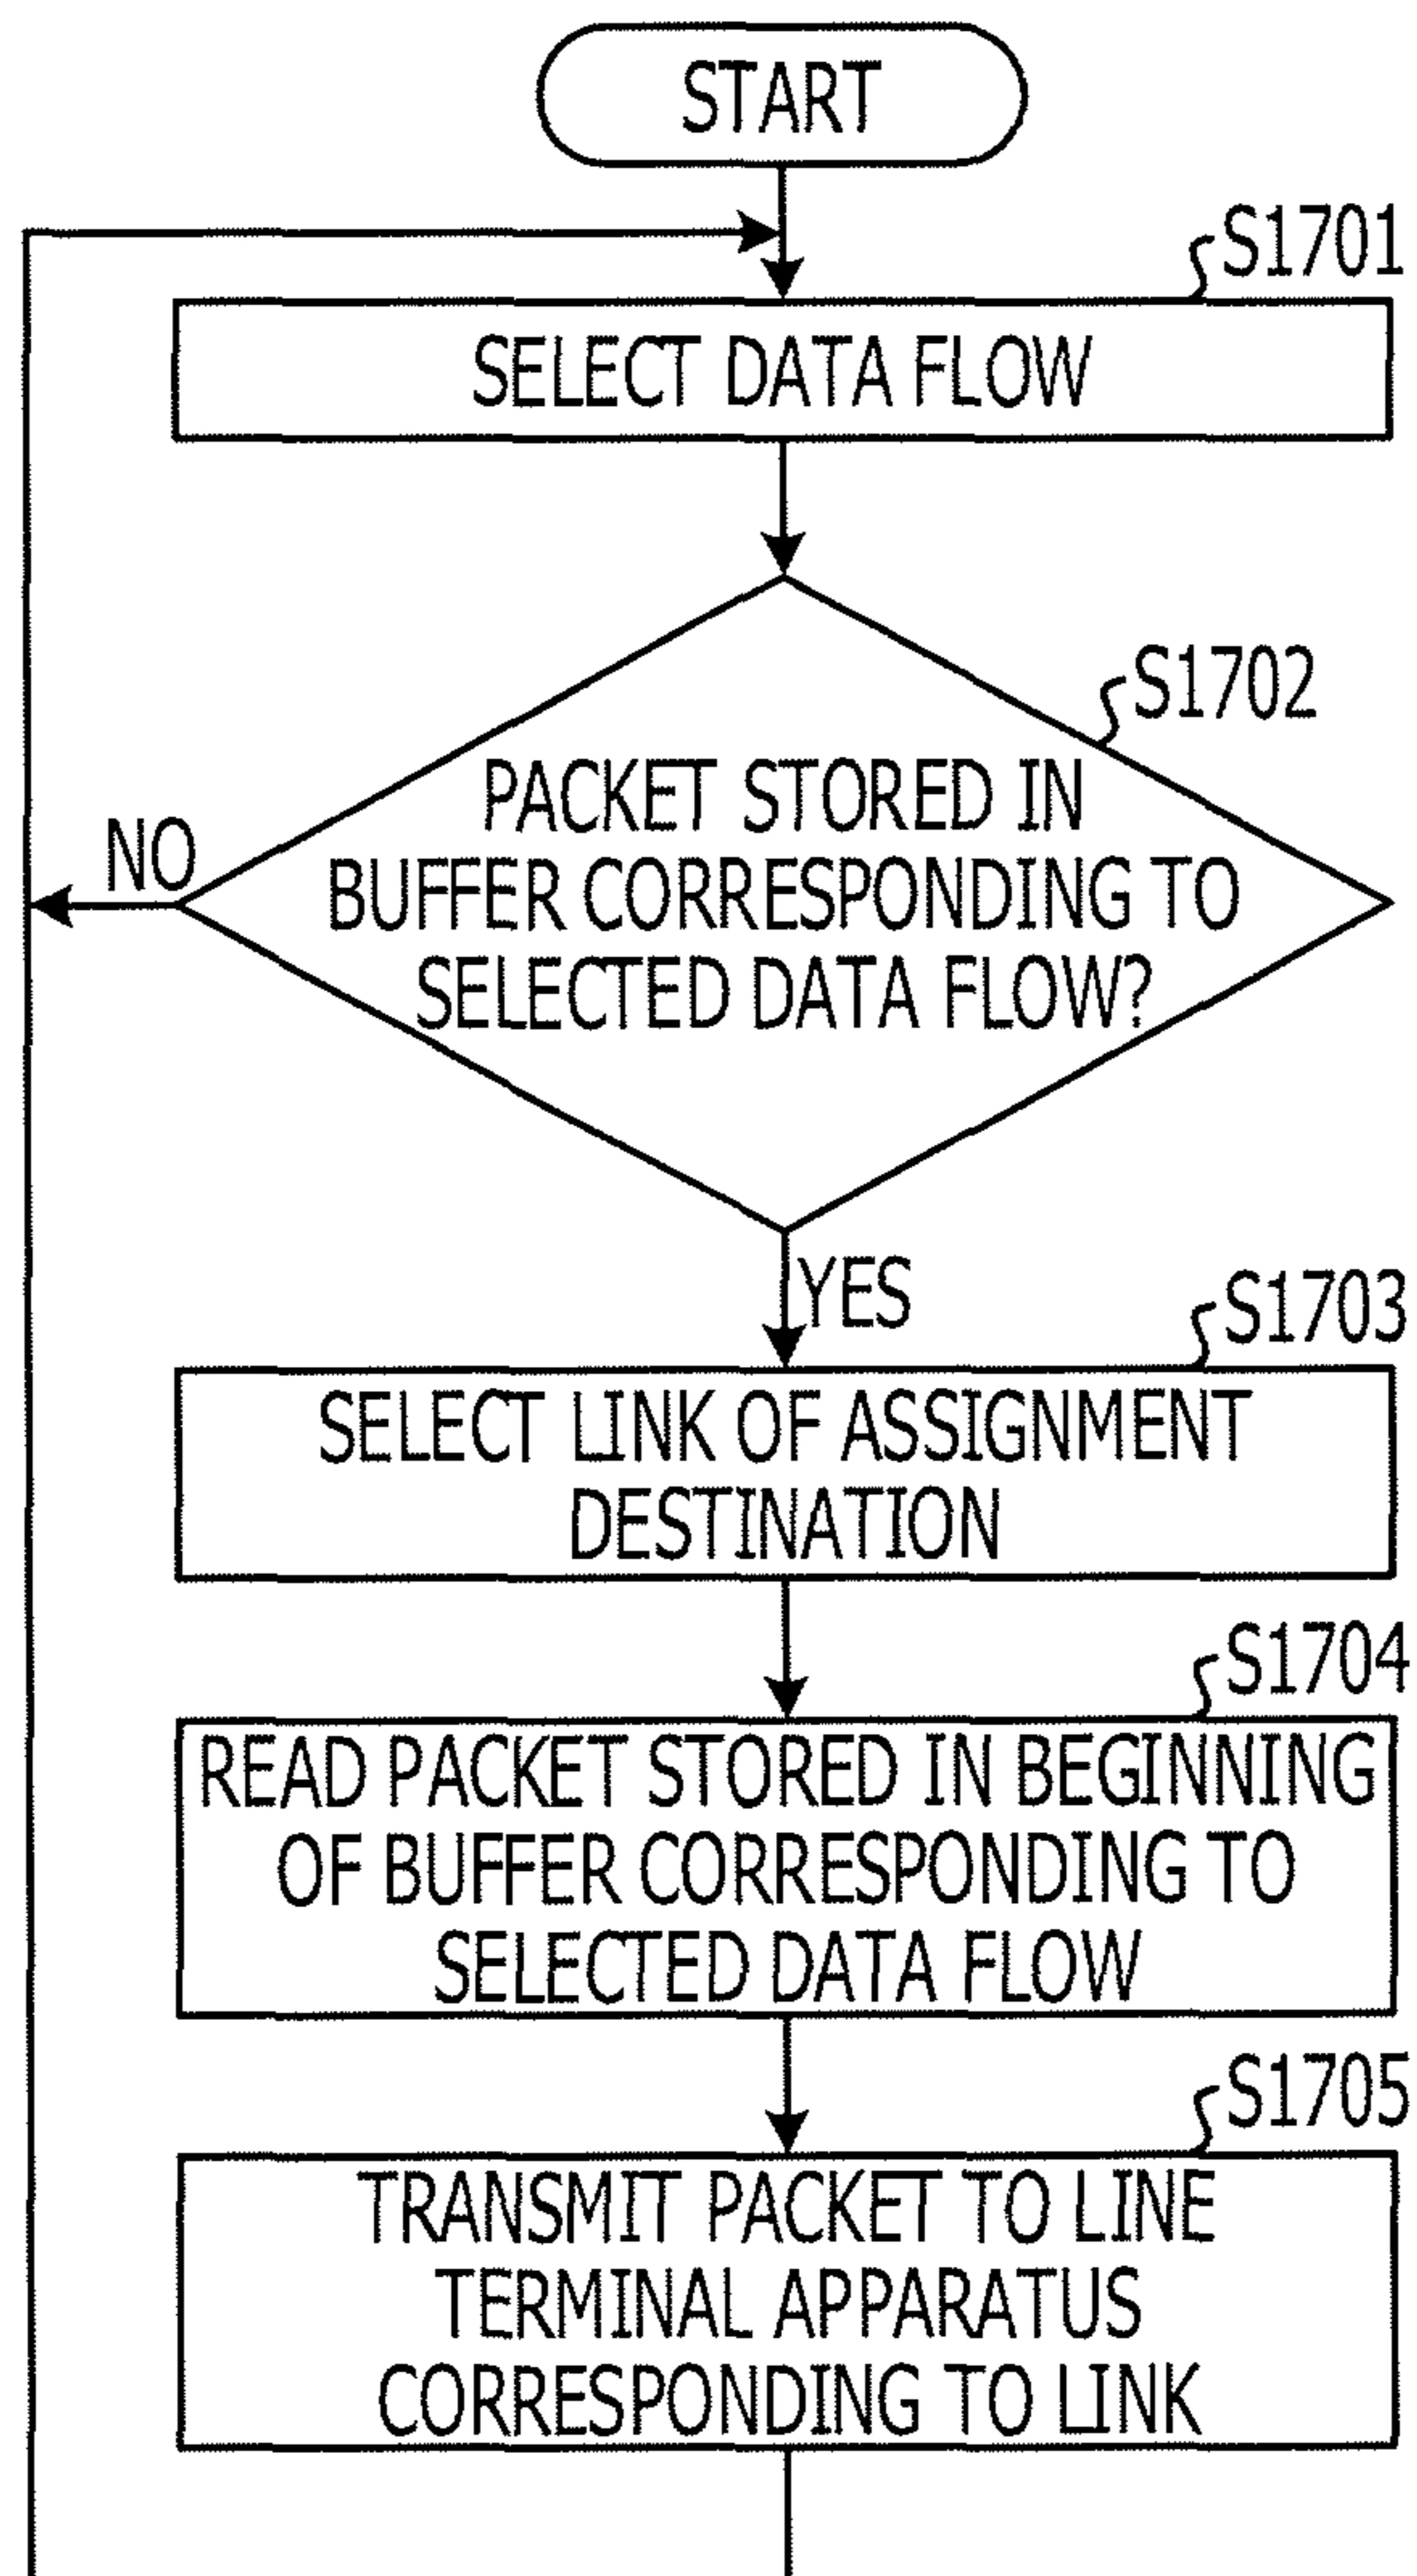 START
S1701
SELECT DATA FLOW
S1702
PACKET STORED IN
BUFFER CORRESPONDING TO
SELECTED DATA FLOW?
NO
YES
S1703
SELECT LINK OF ASSIGNMENT
DESTINATION
S1704
READ PACKET STORED IN BEGINNING
OF BUFFER CORRESPONDING TO
SELECTED DATA FLOW
S1705
TRANSMIT PACKET TO LINE
TERMINAL APPARATUS
CORRESPONDING TO LINK